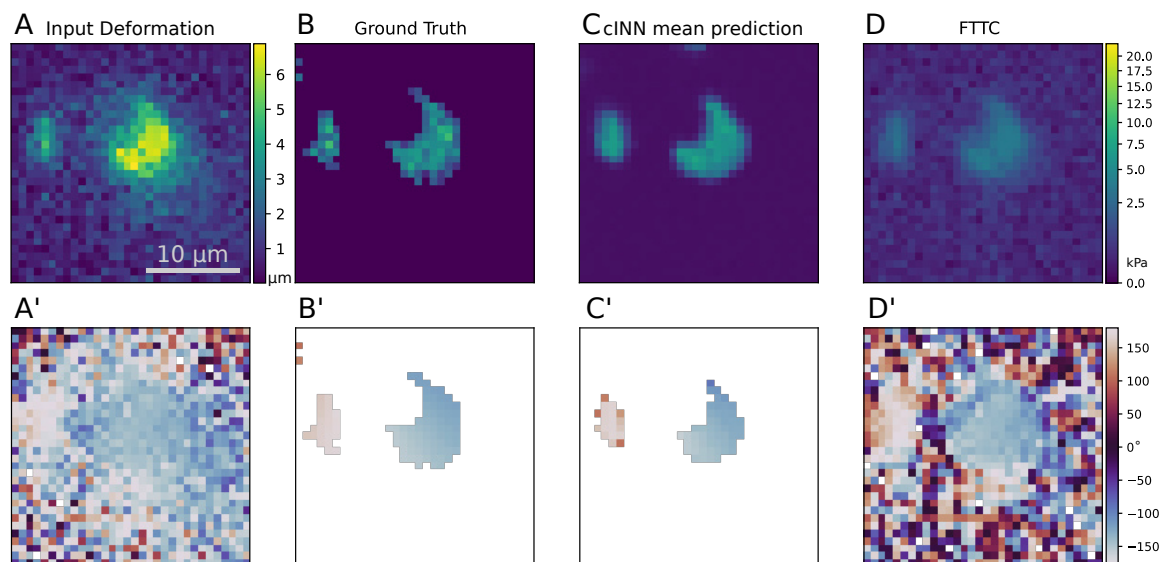 A Input Deformation
B Ground Truth
C cINN mean prediction
D FTTC
6
5
4
3
2
1
μm
10 μm
20.0
17.5
15.0
12.5
10.0
7.5
5.0
2.5
kPa
0.0
A'
B'
C'
D'
150
100
50
0°
−50
−100
−150